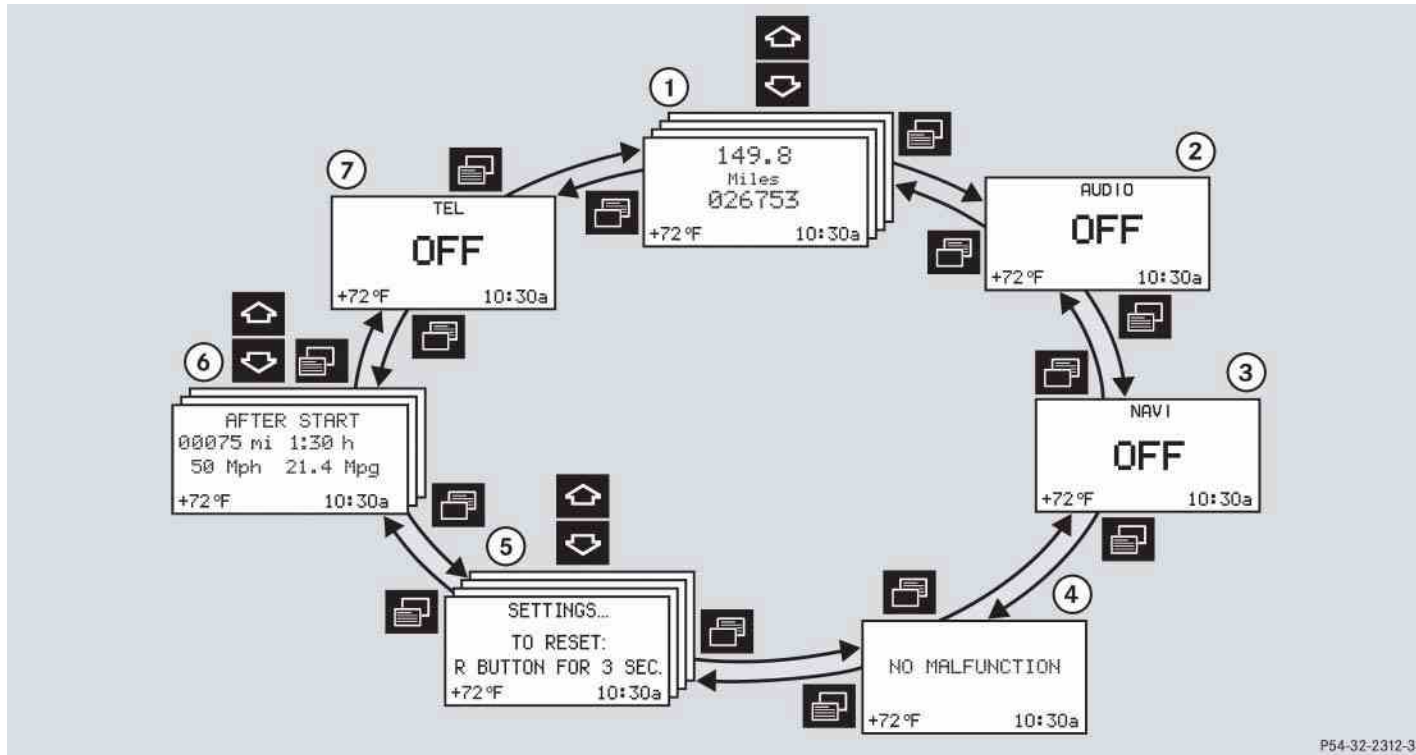 1
149.8
Miles
026753
+72 °F 10:30a
2
AUDIO
OFF
+72 °F 10:30a
3
NAVI
OFF
+72 °F 10:30a
4
NO MALFUNCTION
+72 °F 10:30a
5
SETTINGS...
TO RESET:
R BUTTON FOR 3 SEC.
+72 °F 10:30a
6
AFTER START
00075 mi 1:30 h
50 Mph 21.4 Mpg
+72 °F 10:30a
7
TEL
OFF
+72 °F 10:30a
P54-32-2312-3